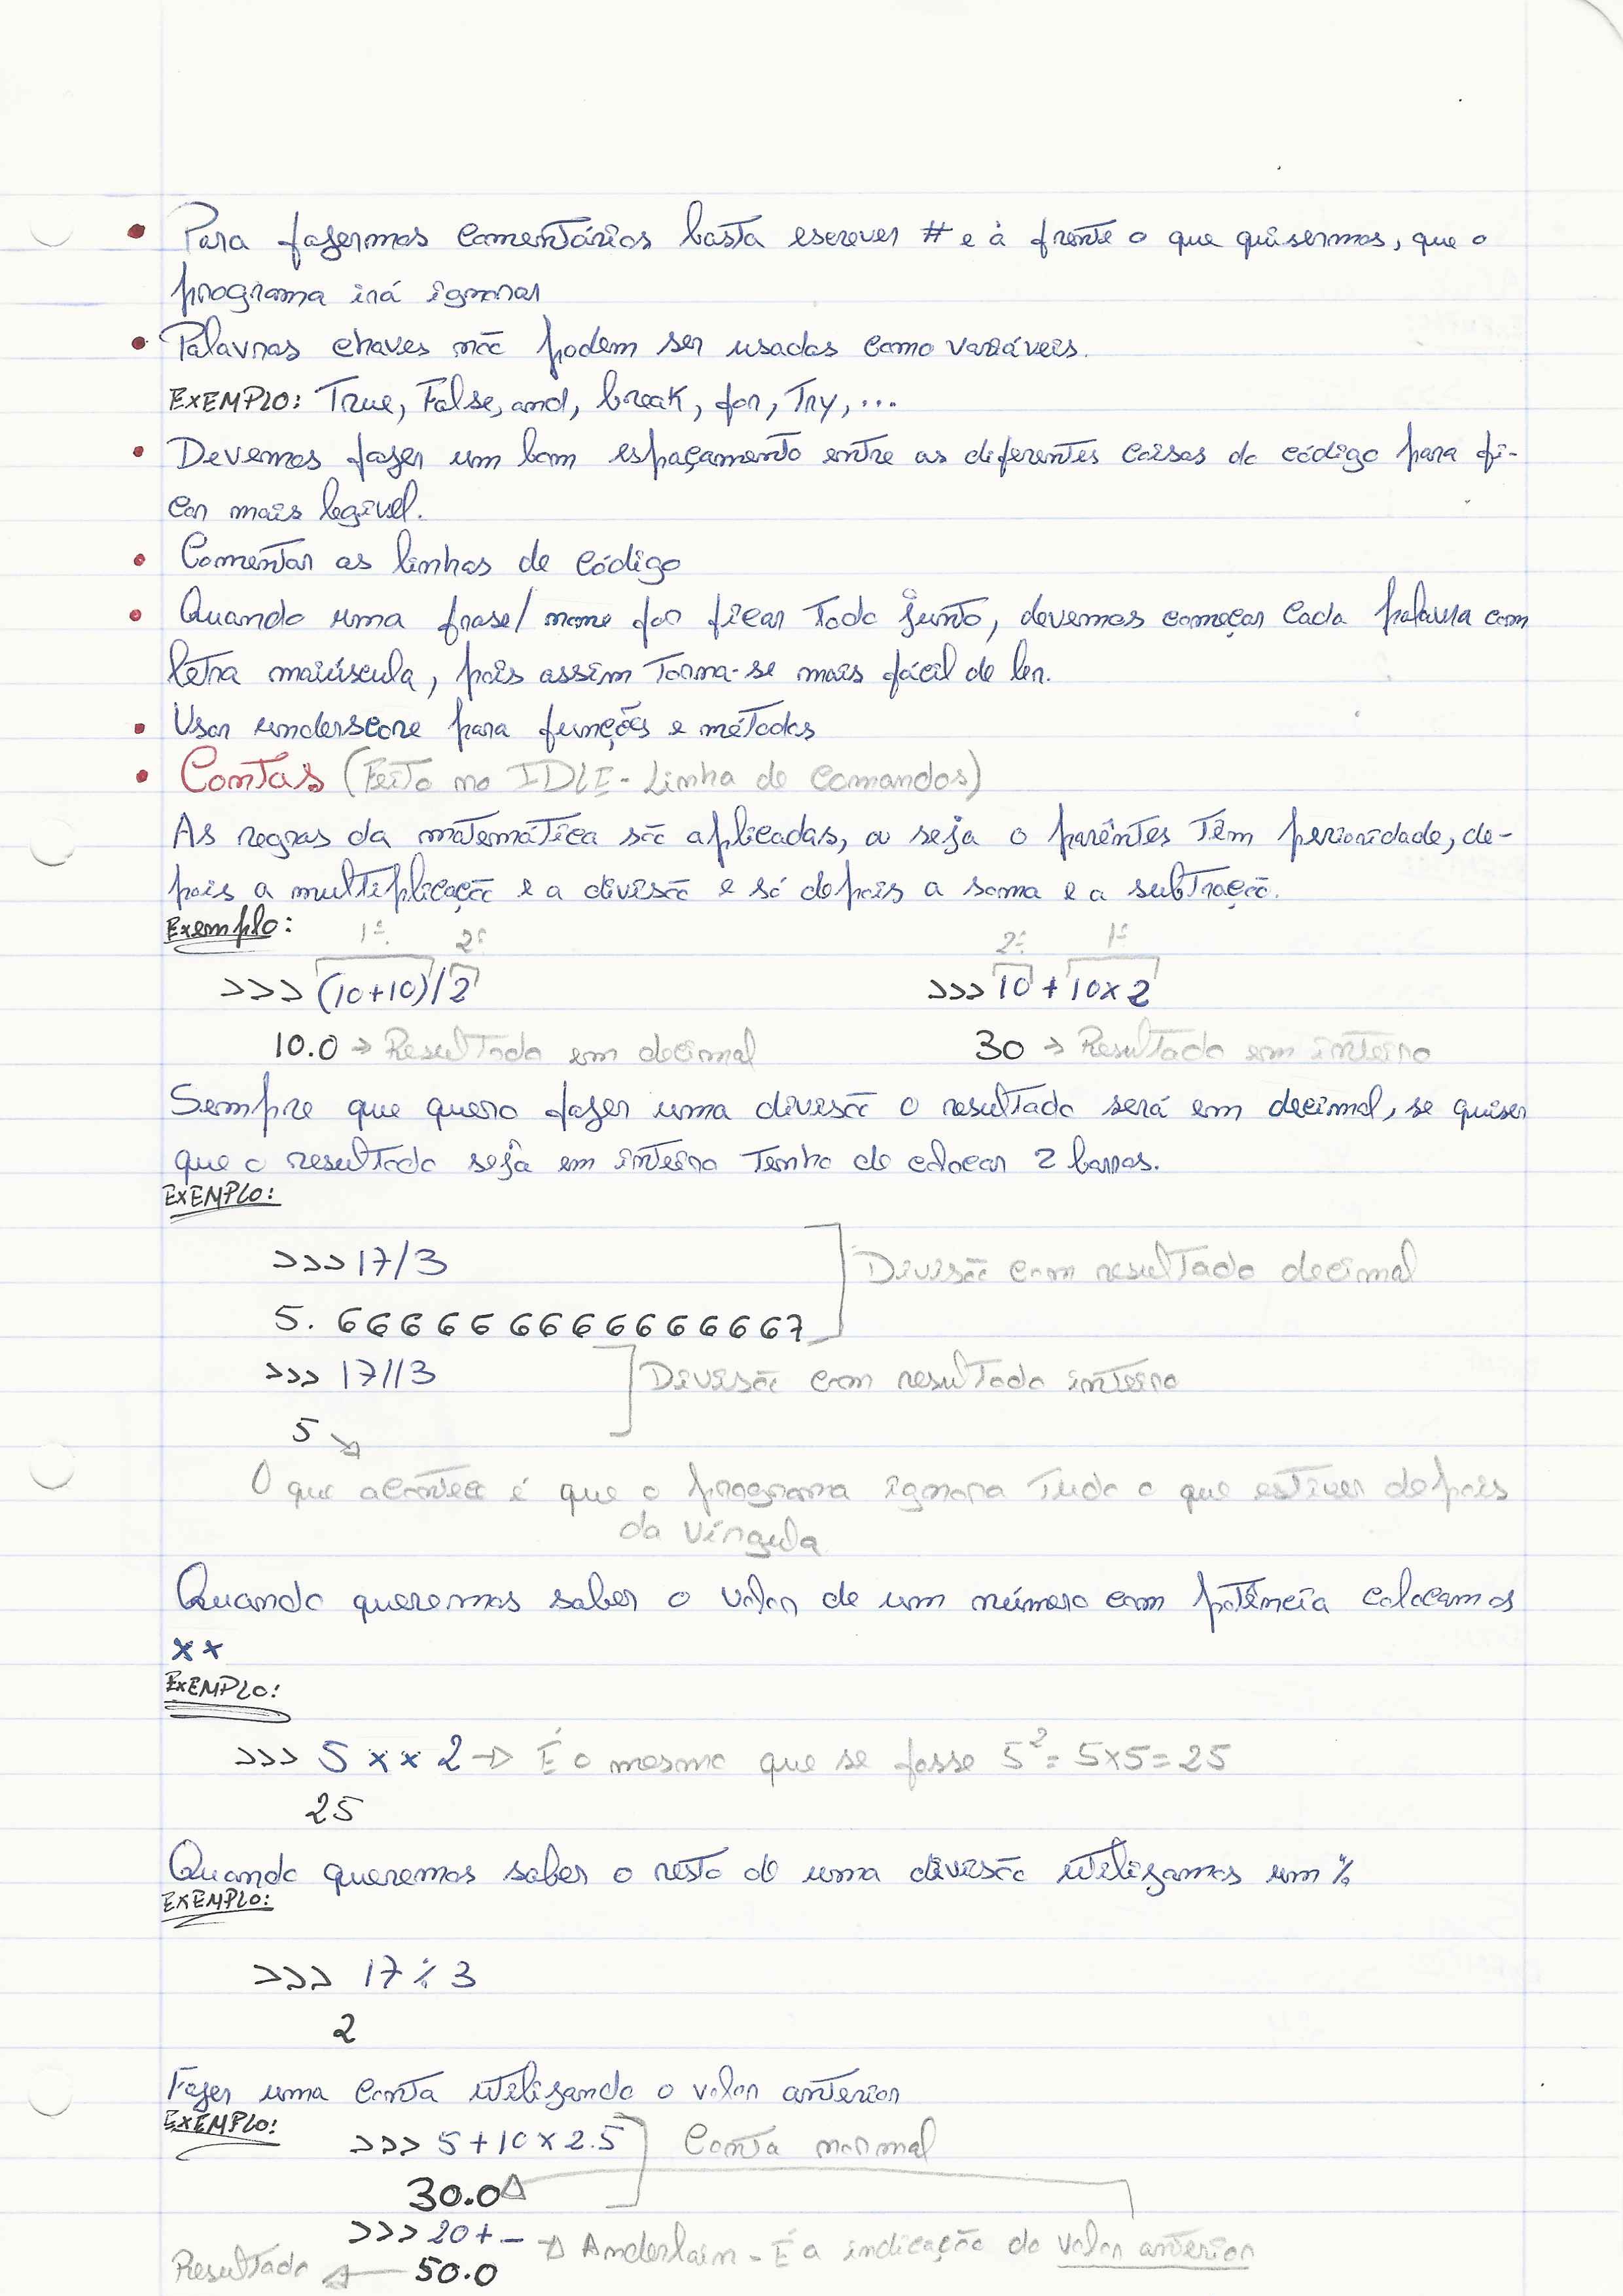 • Para fazermos comentários basta escrever # e à frente o que quisermos, que o
programa irá ignorar
• Palavras chaves não podem ser usadas como variáveis.
EXEMPLO: True, False, and, break, for, Try, ...
• Devemos fazer um bom espaçamento entre as diferentes coisas do código para fi-
car mais legível.
• Comentar as linhas de código
• Quando uma frase/nome for ficar todo junto, devemos começar cada palavra com
letra maiúscula, pois assim torna-se mais fácil de ler.
• Usar underscore para funções e métodos
• Contas (Feito no IDLE - Linha de comandos)
As regras da matemática são aplicadas, ou seja o parêntes têm perioridade, de-
pois a multiplicação e a divisão e só depois a soma e a subtração.
Exemplo:
1º 2º 2º 1º
>>> (10+10)/2 >>> 10 + 10x2
10.0 → Resultado em decimal 30 → Resultado em inteiro
Sempre que quero fazer uma divisão o resultado será em decimal, se quiser
que o resultado seja em inteiro tenho de colocar 2 barras.
EXEMPLO:
>>> 17/3 Divisão com resultado decimal
5.666666666666667
>>> 17//3 Divisão com resultado inteiro
5 →
O que acontece é que o programa ignora tudo o que estiver depois
da vírgula
Quando queremos saber o valor de um número com potência colocamos
××
EXEMPLO:
>>> 5 ×× 2 → É o mesmo que se fosse 5² = 5×5 = 25
25
Quando queremos saber o resto de uma divisão utilizamos um %
EXEMPLO:
>>> 17 % 3
2
Fazer uma conta utilizando o valor anterior
EXEMPLO:
>>> 5+10×2.5 Conta normal
30.0
>>> 20+_ → Anderlain - É a indicação do valor anterior
Resultado ← 50.0